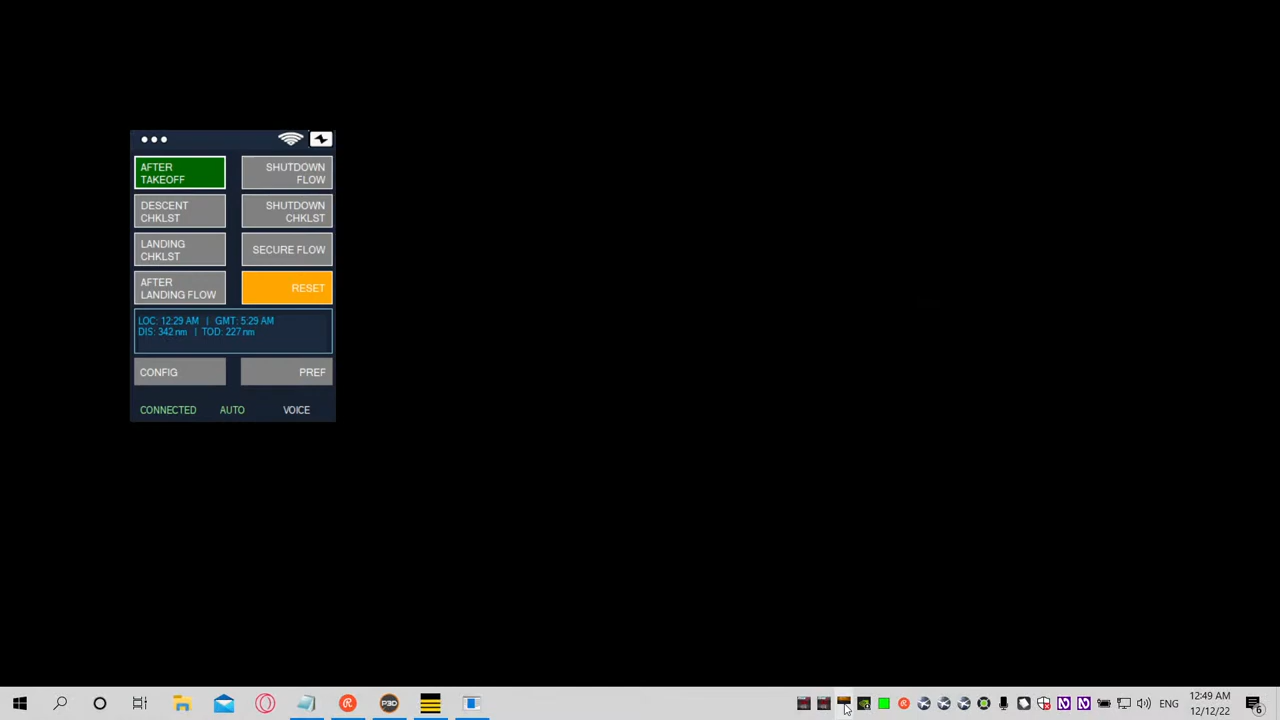 AFTER
TAKEOFF
SHUTDOWN
FLOW
DESCENT
CHKLST
SHUTDOWN
CHKLST
LANDING
CHKLST
SECURE FLOW
AFTER
LANDING FLOW
RESET
LOC: 12:29 AM | GMT: 5:29 AM
DIS: 342 nm | TOD: 227 nm
CONFIG
PREF
CONNECTED AUTO VOICE
P3D
ENG
12:49 AM
12/12/22
6